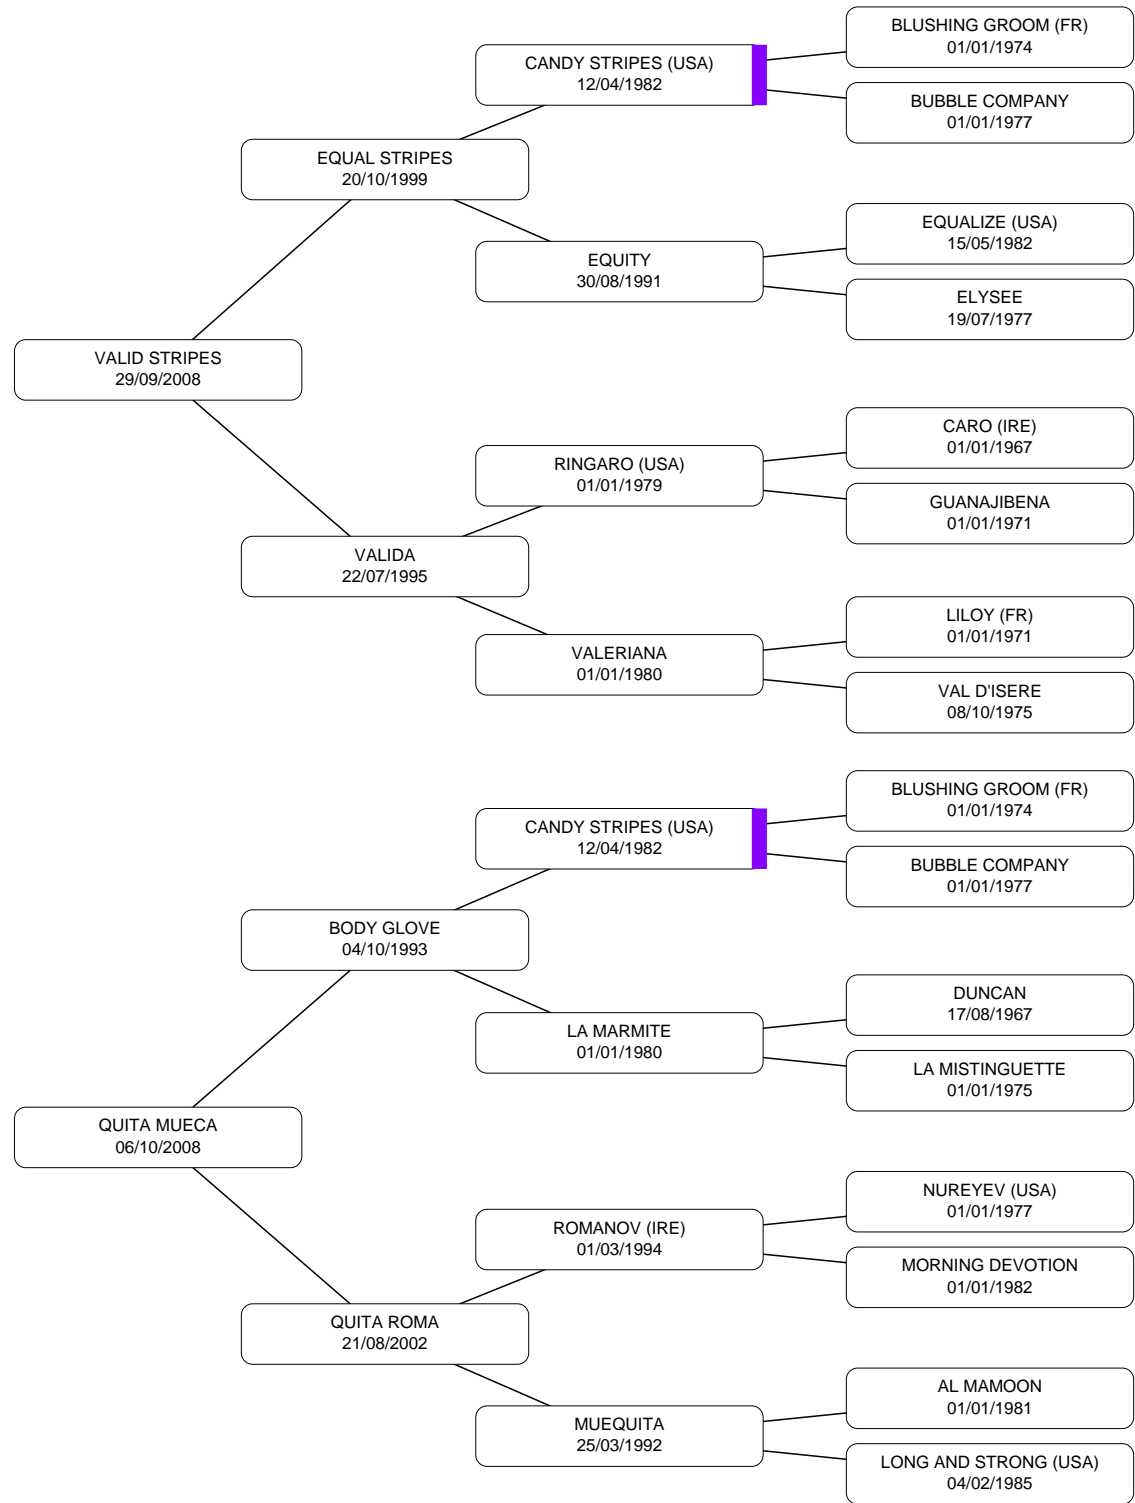 BLUSHING GROOM (FR)
01/01/1974
CANDY STRIPES (USA)
12/04/1982
BUBBLE COMPANY
01/01/1977
EQUAL STRIPES
20/10/1999
EQUALIZE (USA)
15/05/1982
EQUITY
30/08/1991
ELYSEE
19/07/1977
VALID STRIPES
29/09/2008
CARO (IRE)
01/01/1967
RINGARO (USA)
01/01/1979
GUANAJIBENA
01/01/1971
VALIDA
22/07/1995
LILOY (FR)
01/01/1971
VALERIANA
01/01/1980
VAL D'ISERE
08/10/1975
BLUSHING GROOM (FR)
01/01/1974
CANDY STRIPES (USA)
12/04/1982
BUBBLE COMPANY
01/01/1977
BODY GLOVE
04/10/1993
DUNCAN
17/08/1967
LA MARMITE
01/01/1980
LA MISTINGUETTE
01/01/1975
QUITA MUECA
06/10/2008
NUREYEV (USA)
01/01/1977
ROMANOV (IRE)
01/03/1994
MORNING DEVOTION
01/01/1982
QUITA ROMA
21/08/2002
AL MAMOON
01/01/1981
MUEQUITA
25/03/1992
LONG AND STRONG (USA)
04/02/1985